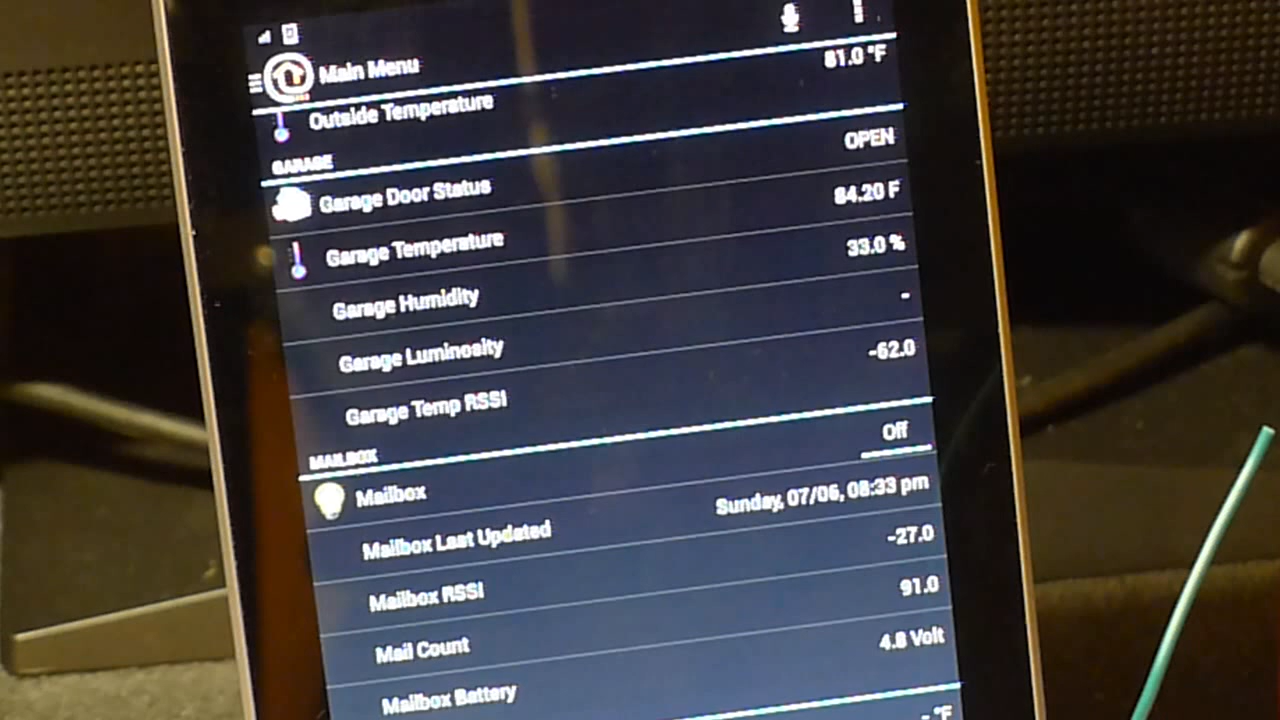 Main Menu
Outside Temperature 81.0 °F
GARAGE
Garage Door Status OPEN
Garage Temperature 84.20 F
Garage Humidity 33.0 %
Garage Luminosity -
Garage Temp RSSI -62.0
MAILBOX
Mailbox Off
Mailbox Last Updated Sunday, 07/06, 08:33 pm
Mailbox RSSI -27.0
Mail Count 91.0
Mailbox Battery 4.8 Volt
- °F